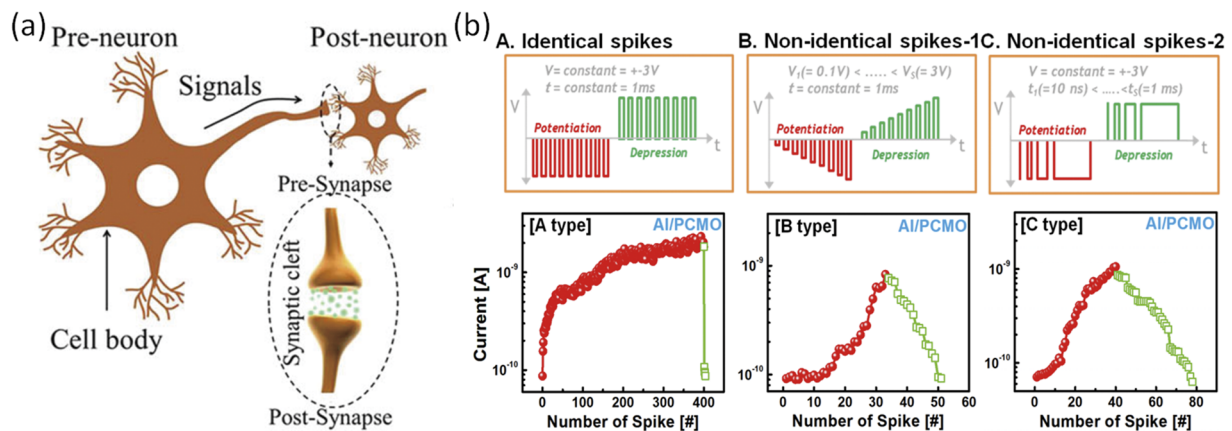 (a)
Pre-neuron
Post-neuron
Signals
Pre-Synapse
Synaptic cleft
Cell body
Post-Synapse
(b)
A. Identical spikes
V = constant = +-3V
t = constant = 1ms
V
Potentiation
Depression
t
B. Non-identical spikes-1
V1(= 0.1V) < ..... < V5(= 3V)
t = constant = 1ms
V
Potentiation
Depression
t
C. Non-identical spikes-2
V = constant = +-3V
t1(=10 ns) < .....<t5(=1 ms)
V
Potentiation
Depression
t
[A type]
Al/PCMO
Current [A]
10-9
10-10
0 100 200 300 400
Number of Spike [#]
[B type]
Al/PCMO
10-9
10-10
0 10 20 30 40 50 60
Number of Spike [#]
[C type]
Al/PCMO
10-9
10-10
0 20 40 60 80
Number of Spike [#]